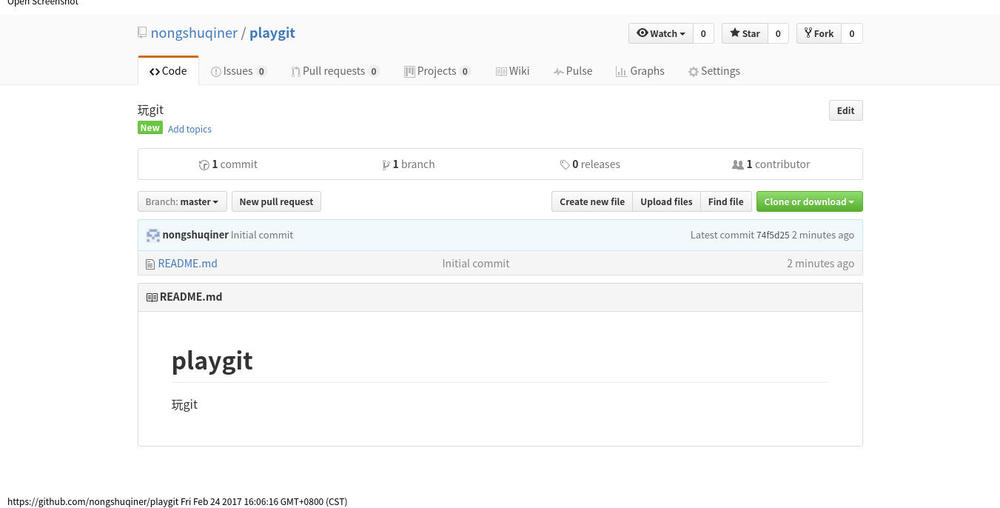 Open Screenshot
nongshuqiner / playgit
Watch 0 Star 0 Fork 0
Code Issues 0 Pull requests 0 Projects 0 Wiki Pulse Graphs Settings
玩git Edit
New Add topics
1 commit 1 branch 0 releases 1 contributor
Branch: master New pull request Create new file Upload files Find file Clone or download
nongshuqiner Initial commit Latest commit 74f5d25 2 minutes ago
README.md Initial commit 2 minutes ago
README.md
playgit
玩git
https://github.com/nongshuqiner/playgit Fri Feb 24 2017 16:06:16 GMT+0800 (CST)